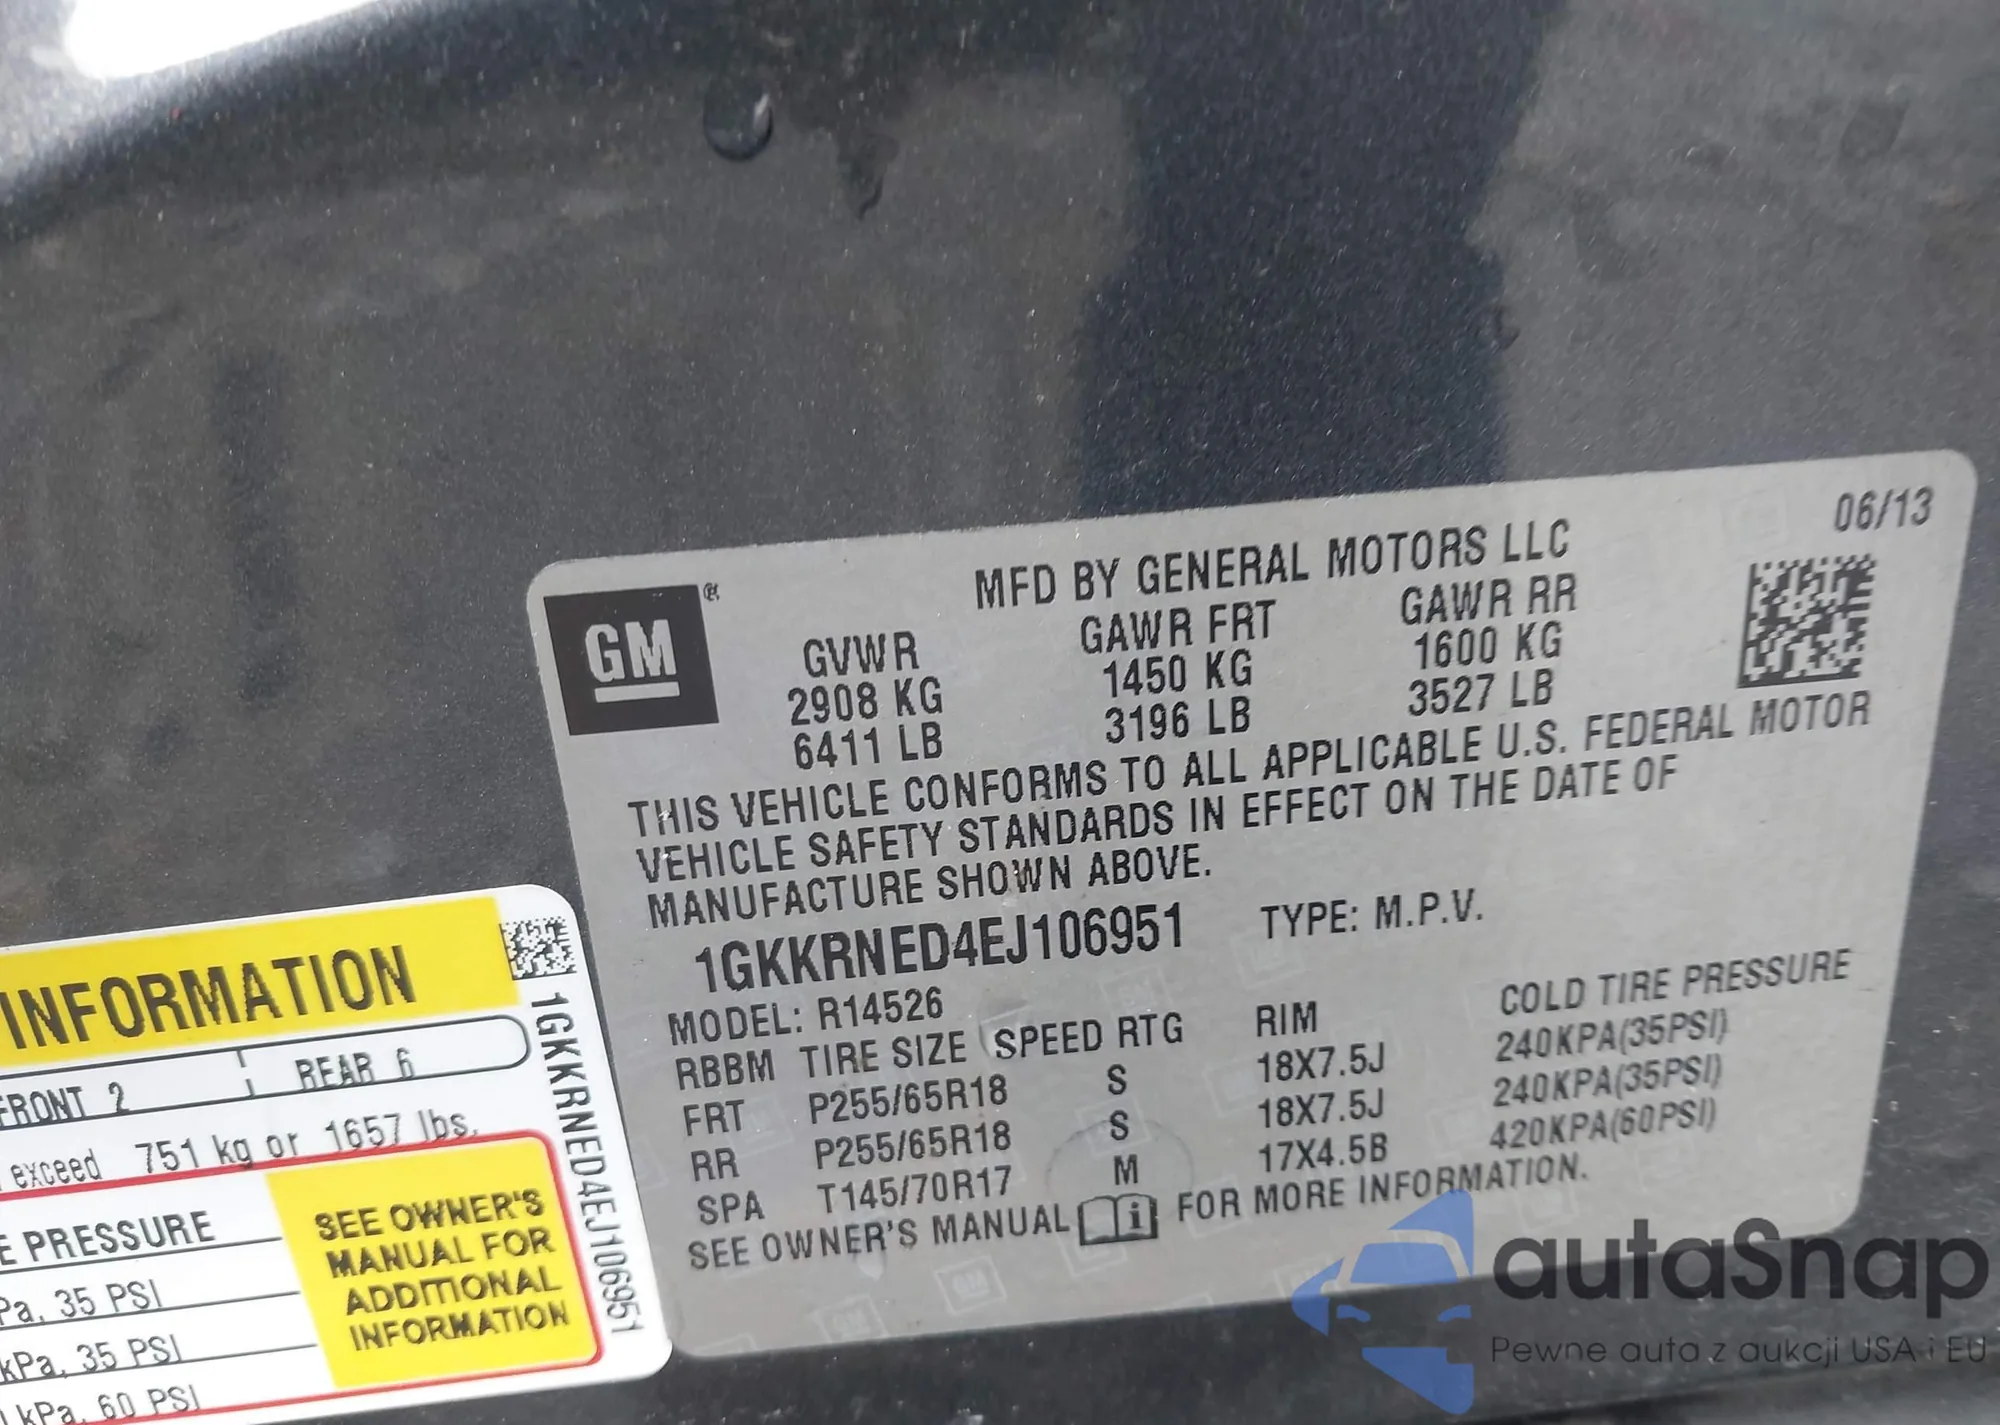 06/13
MFD BY GENERAL MOTORS LLC
GM®
GVWR GAWR FRT GAWR RR
2908 KG 1450 KG 1600 KG
6411 LB 3196 LB 3527 LB
THIS VEHICLE CONFORMS TO ALL APPLICABLE U.S. FEDERAL MOTOR
VEHICLE SAFETY STANDARDS IN EFFECT ON THE DATE OF
MANUFACTURE SHOWN ABOVE.
1GKKRNED4EJ106951 TYPE: M.P.V.
MODEL: R14526
RBBM TIRE SIZE SPEED RTG RIM COLD TIRE PRESSURE
FRT P255/65R18 S 18X7.5J 240KPA(35PSI)
RR P255/65R18 S 18X7.5J 240KPA(35PSI)
SPA T145/70R17 M 17X4.5B 420KPA(60PSI)
SEE OWNER'S MANUAL i FOR MORE INFORMATION.
GM
GM
INFORMATION
FRONT 2 REAR 6
exceed 751 kg or 1657 lbs.
E PRESSURE
Pa, 35 PSI
kPa, 35 PSI
kPa, 60 PSI
SEE OWNER'S
MANUAL FOR
ADDITIONAL
INFORMATION
1GKKRNED4EJ106951
autaSnap
Pewne auta z aukcji USA i EU